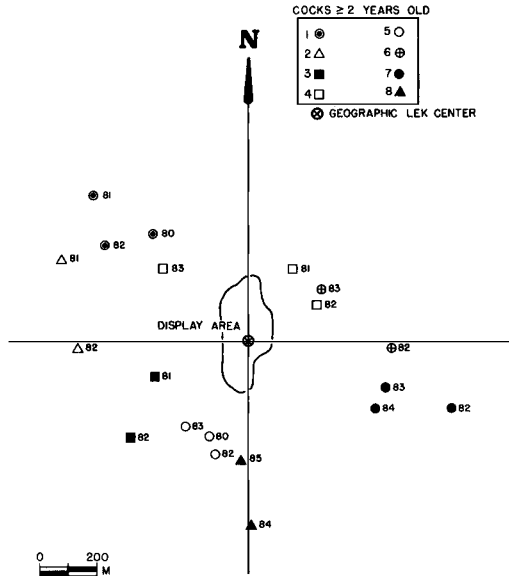 COCKS ≥ 2 YEARS OLD
1 5
2 6
3 7
4 8
N
GEOGRAPHIC LEK CENTER
81
82 80
81 83 81
83
82
DISPLAY AREA
82 82
81 83
84 82
83 80
82 82
85
84
0 200
M